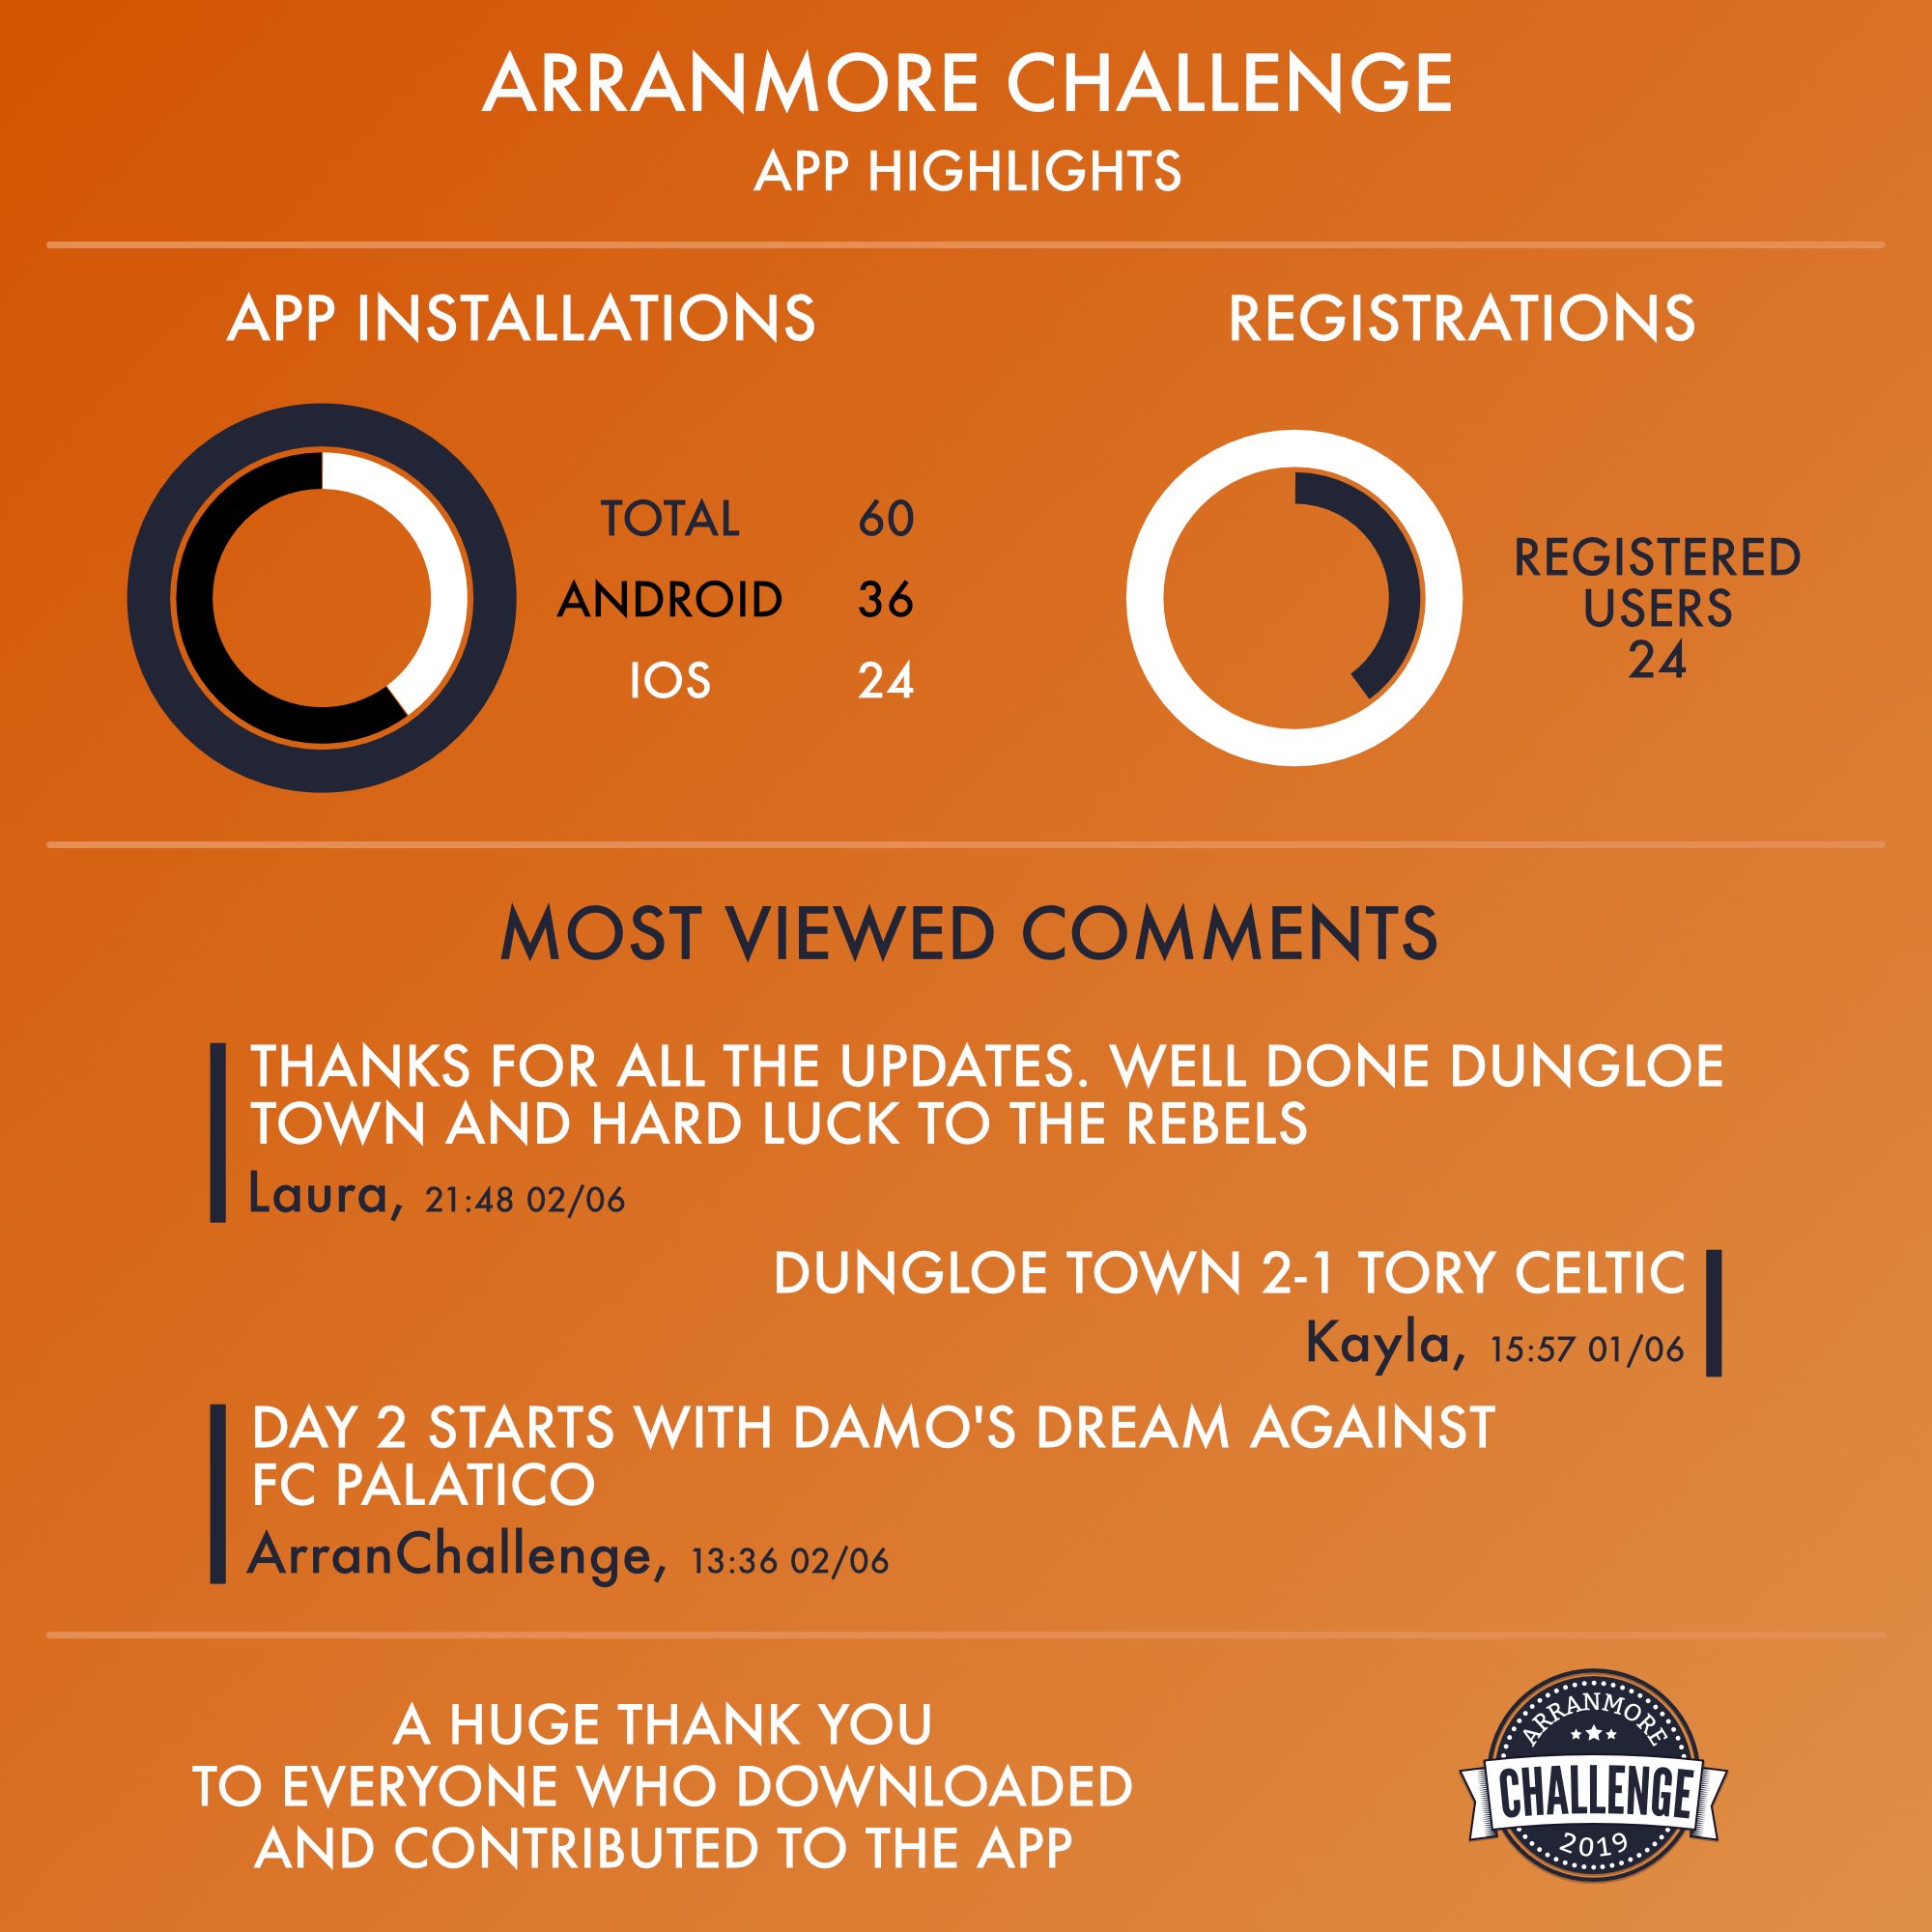 ARRANMORE CHALLENGE
APP HIGHLIGHTS
APP INSTALLATIONS
TOTAL 60
ANDROID 36
IOS 24
REGISTRATIONS
REGISTERED
USERS
24
MOST VIEWED COMMENTS
THANKS FOR ALL THE UPDATES. WELL DONE DUNGLOE
TOWN AND HARD LUCK TO THE REBELS
Laura, 21:48 02/06
DUNGLOE TOWN 2-1 TORY CELTIC
Kayla, 15:57 01/06
DAY 2 STARTS WITH DAMO'S DREAM AGAINST
FC PALATICO
ArranChallenge, 13:36 02/06
A HUGE THANK YOU
TO EVERYONE WHO DOWNLOADED
AND CONTRIBUTED TO THE APP
ARRANMORE
CHALLENGE
2019